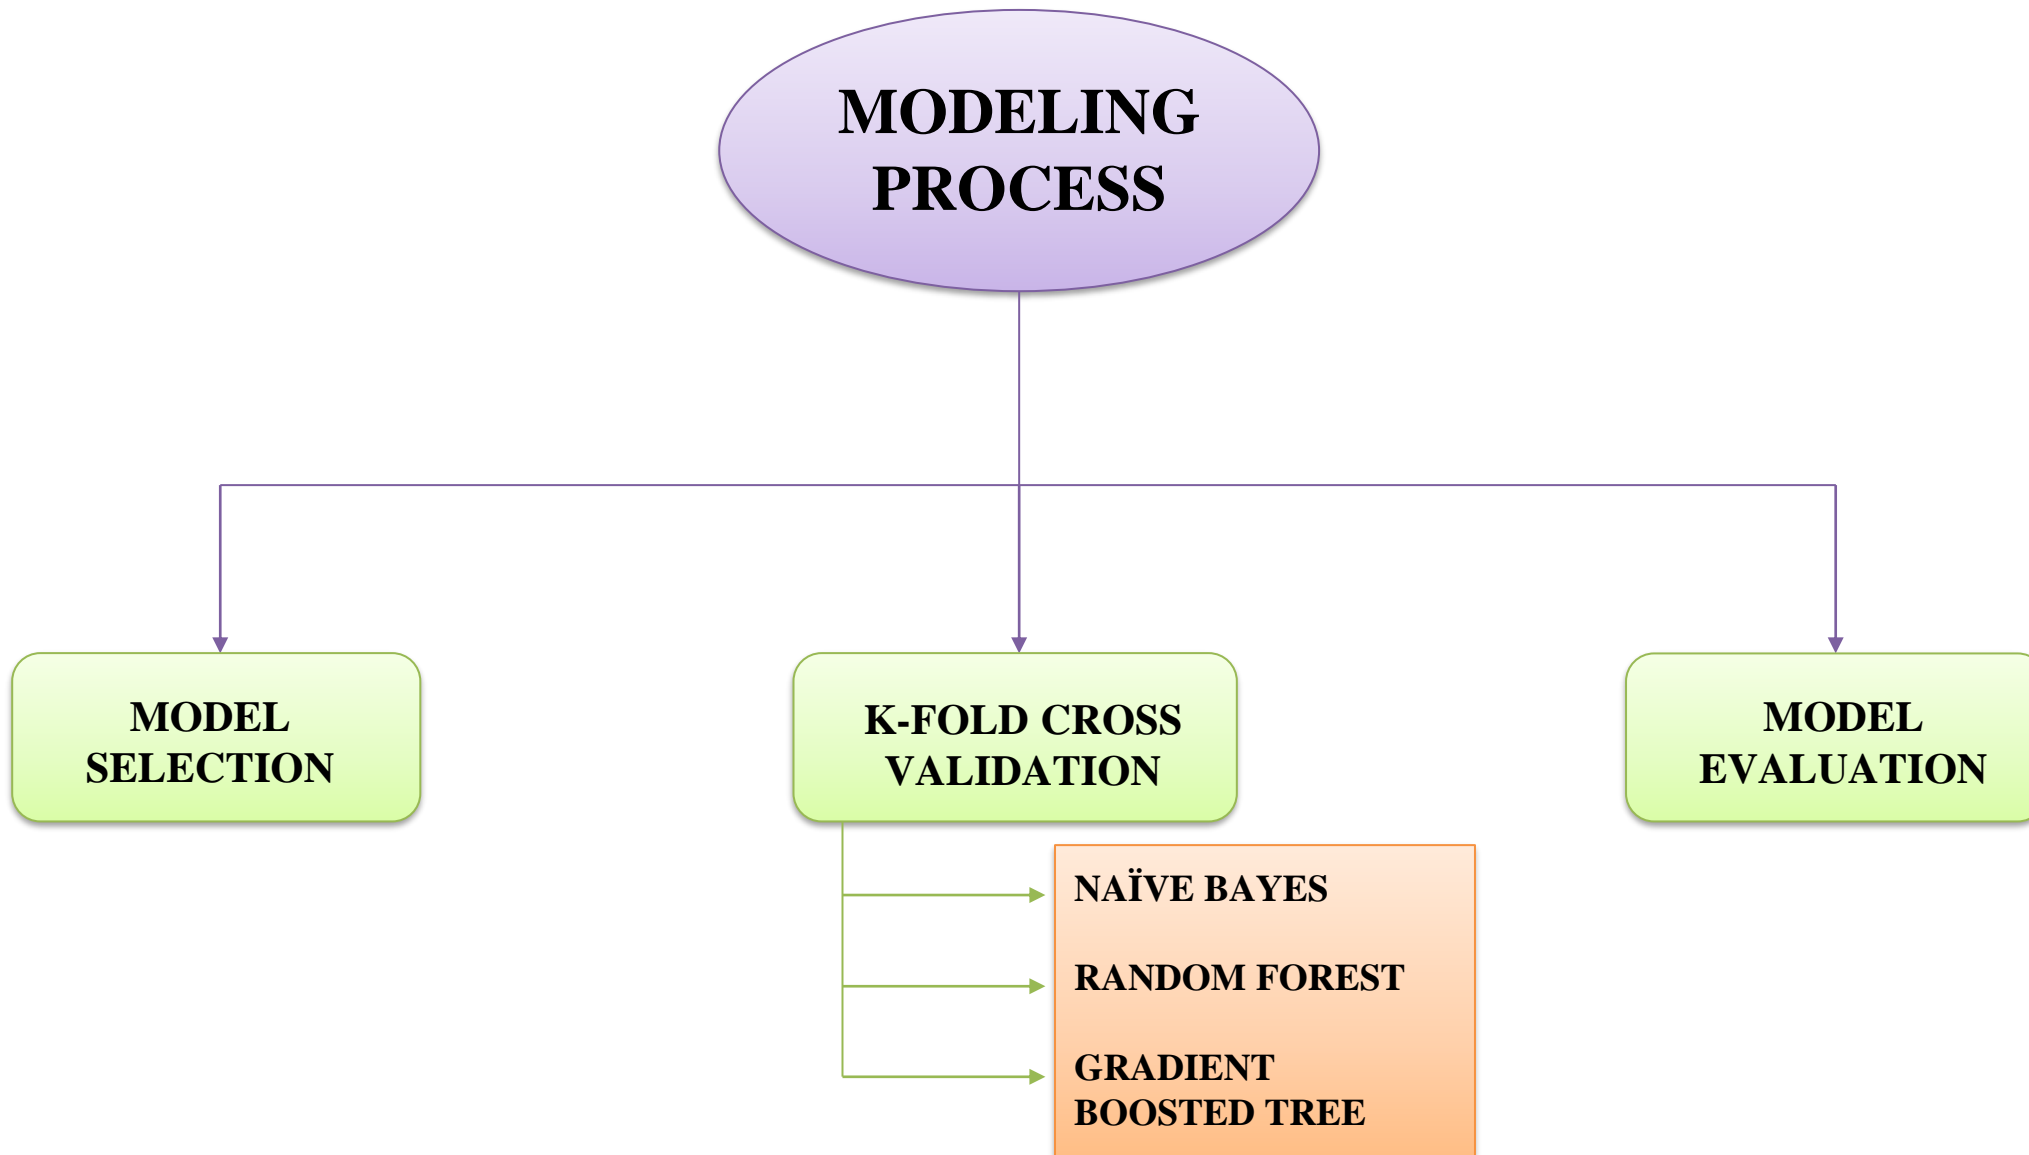 MODELING
PROCESS
MODEL
SELECTION
K-FOLD CROSS
VALIDATION
MODEL
EVALUATION
NAÏVE BAYES
RANDOM FOREST
GRADIENT
BOOSTED TREE